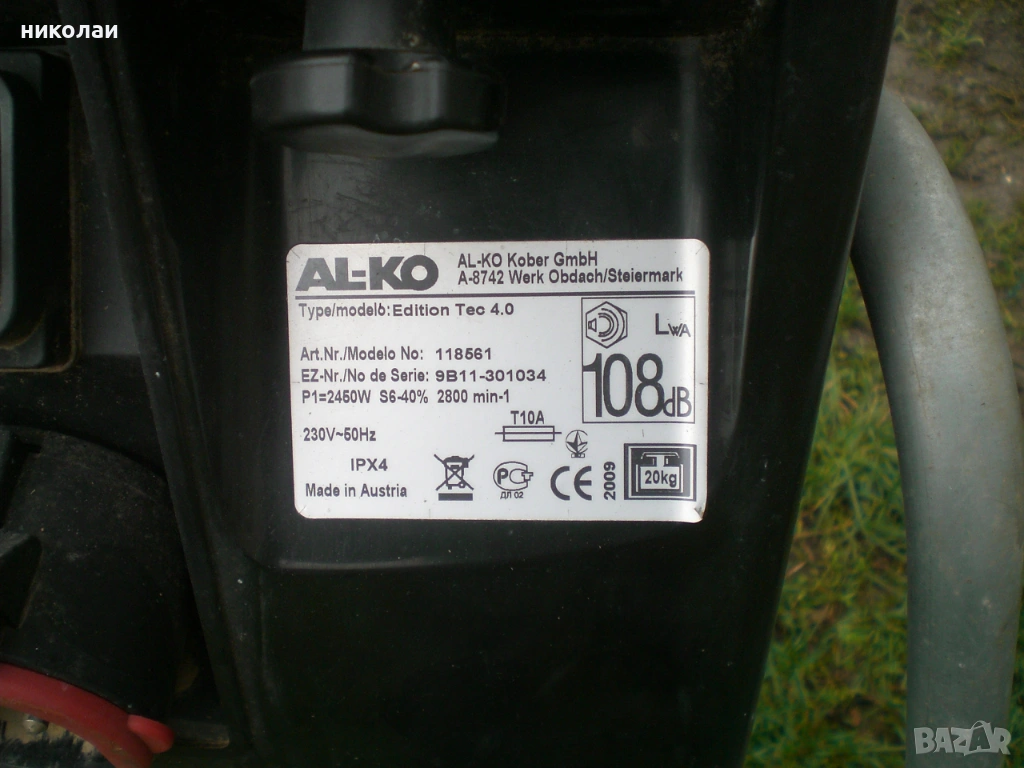 николаи
AL-KO
AL-KO Kober GmbH
A-8742 Werk Obdach/Steiermark
Type/modelo: Edition Tec 4.0
LWA
108dB
Art.Nr./Modelo No: 118561
EZ-Nr./No de Serie: 9B11-301034
P1=2450W S6-40% 2800 min-1
T10A
230V~50Hz
IPX4
Made in Austria
ДЛ 02
CE
2009
20kg
BAZAR